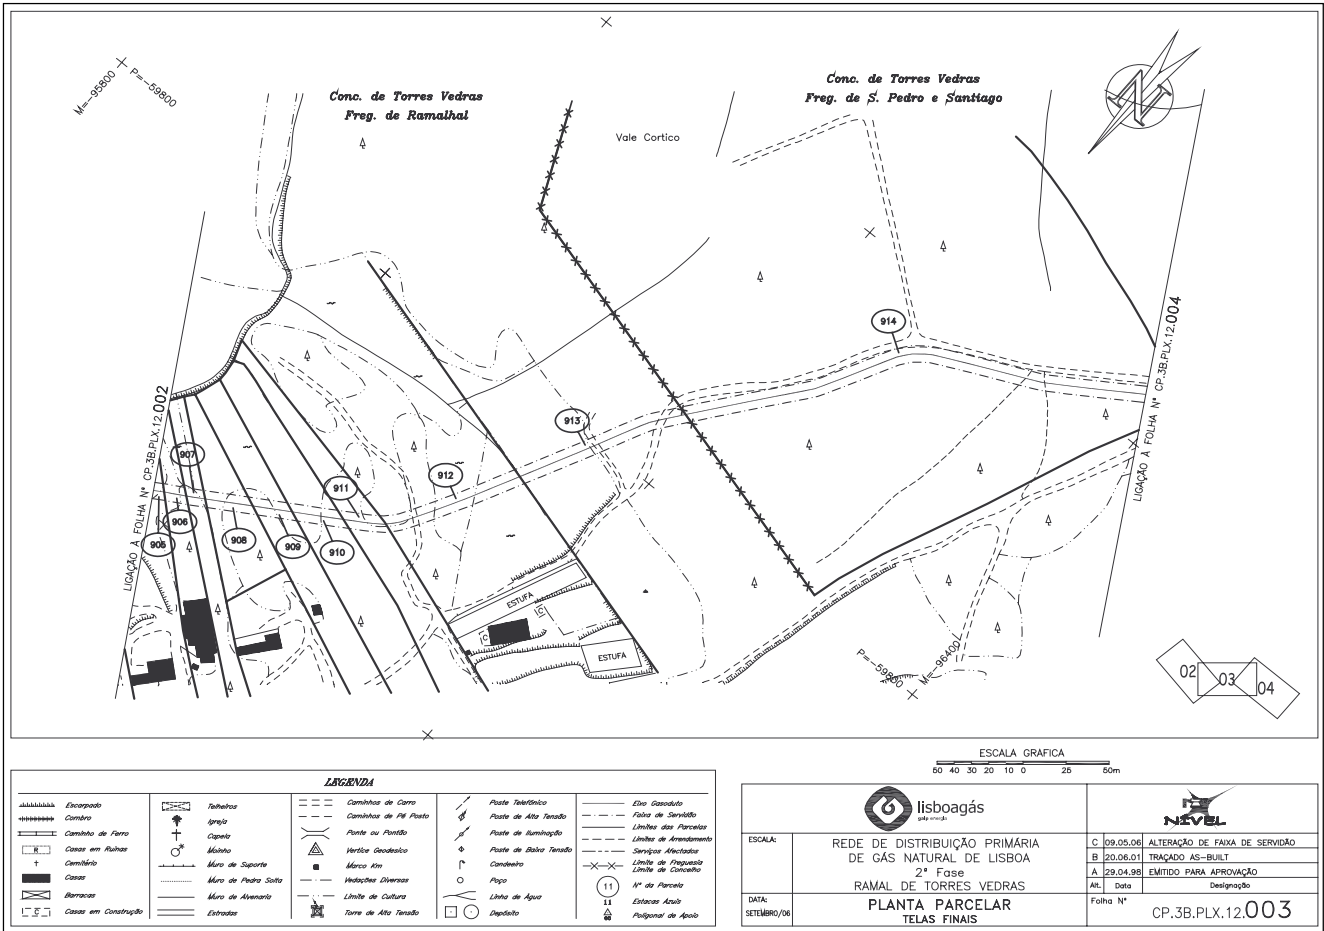 M=-95800
P=-59800
Conc. de Torres Vedras
Freg. de Ramalhal
Vale Cortico
Conc. de Torres Vedras
Freg. de S. Pedro e Santiago
N
914
913
912
911
910
909
908
907
906
905
LIGAÇÃO À FOLHA Nº CP.3B.PLX.12.002
LIGAÇÃO À FOLHA Nº CP.3B.PLX.12.004
ESTUFA
C
C
ESTUFA
P=-59800
M=-96400
02
03
04
ESCALA GRAFICA
50 40 30 20 10 0 25 50m
LEGENDA
Escarpado
Combro
Caminho de Ferro
R Casas em Ruinas
Cemitério
Casas
Barracas
C Casas em Construção
Telheiros
Igreja
Capela
Moinho
Muro de Suporte
Muro de Pedra Solta
Muro de Alvenaria
Estradas
Caminhos de Carro
Caminhos de Pé Posto
Ponte ou Pontão
Vertice Geodesico
Marco Km
Vedações Diversas
Limite de Cultura
Torre de Alta Tensão
Poste Telefónico
Poste de Alta Tensão
Poste de Iluminação
Poste de Baixa Tensão
Candeeiro
Poço
Linha de Água
Depósito
Eixo Gasoduto
Faixa de Servidão
Limites das Parcelas
Limites de Arrendamento
Serviços Afectados
Limite de Freguesia
Limite de Concelho
11 Nº da Parcela
11 Estacas Azuis
Poligonal de Apoio
lisboagás
galp energia
NIVEL
ESCALA:
REDE DE DISTRIBUIÇÃO PRIMÁRIA
DE GÁS NATURAL DE LISBOA
2ª Fase
RAMAL DE TORRES VEDRAS
DATA:
SETEMBRO/06
PLANTA PARCELAR
TELAS FINAIS
C 09.05.06 ALTERAÇÃO DE FAIXA DE SERVIDÃO
B 20.06.01 TRAÇADO AS-BUILT
A 29.04.98 EMITIDO PARA APROVAÇÃO
Alt. Data Designação
Folha Nº
CP.3B.PLX.12.003